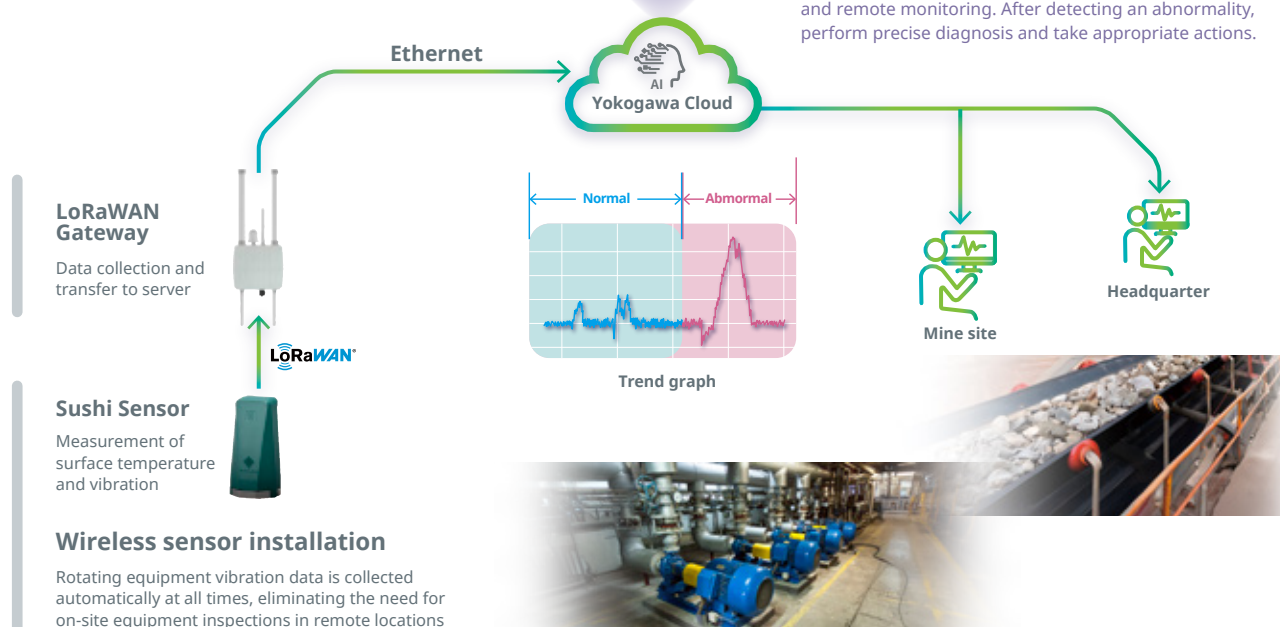 and remote monitoring. After detecting an abnormality,
perform precise diagnosis and take appropriate actions.
Ethernet
AI
Yokogawa Cloud
LoRaWAN
Gateway
Data collection and
transfer to server
Normal
Abmormal
Trend graph
Mine site
Headquarter
LoRaWAN®
Sushi Sensor
Measurement of
surface temperature
and vibration
Wireless sensor installation
Rotating equipment vibration data is collected
automatically at all times, eliminating the need for
on-site equipment inspections in remote locations